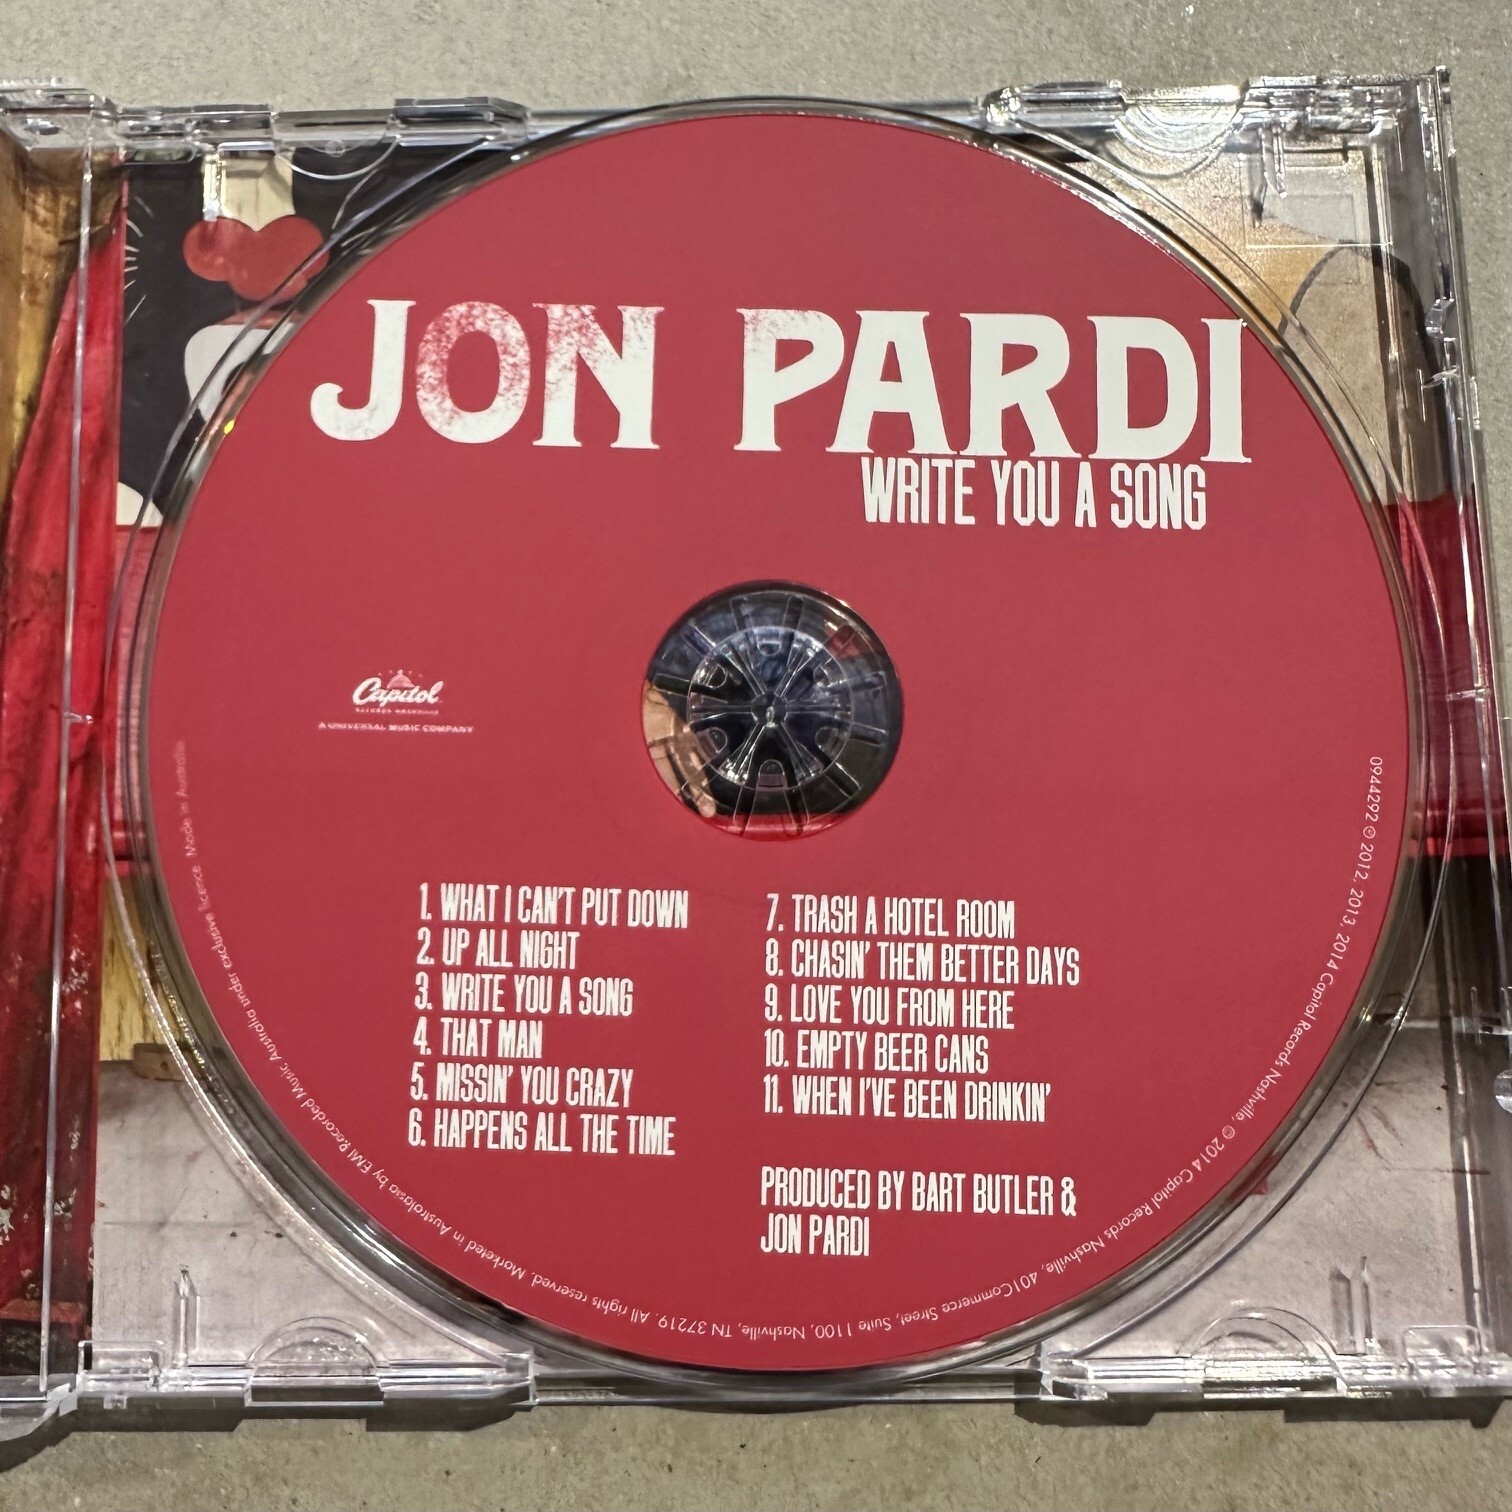 JON PARDI
WRITE YOU A SONG
Capitol
RECORDS NASHVILLE
A UNIVERSAL MUSIC COMPANY
1. WHAT I CAN'T PUT DOWN
2. UP ALL NIGHT
3. WRITE YOU A SONG
4. THAT MAN
5. MISSIN' YOU CRAZY
6. HAPPENS ALL THE TIME
7. TRASH A HOTEL ROOM
8. CHASIN' THEM BETTER DAYS
9. LOVE YOU FROM HERE
10. EMPTY BEER CANS
11. WHEN I'VE BEEN DRINKIN'
PRODUCED BY BART BUTLER &
JON PARDI
0944292 ℗ 2012, 2013, 2014 Capitol Records Nashville, © 2014 Capitol Records Nashville, 401 Commerce Street, Suite 1100, Nashville, TN 37219. All rights reserved. Marketed in Australasia by EMI Recorded Music Australia under exclusive licence. Made in Australia